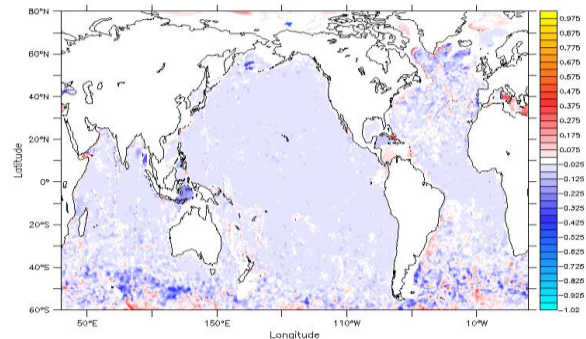 80°N
60°N
40°N
20°N
0°
20°S
40°S
60°S
Latitude
50°E
150°E
110°W
10°W
Longitude
0.975
0.875
0.775
0.675
0.575
0.475
0.375
0.275
0.175
0.075
-0.025
-0.125
-0.225
-0.325
-0.425
-0.525
-0.625
-0.725
-0.825
-0.925
-1.02